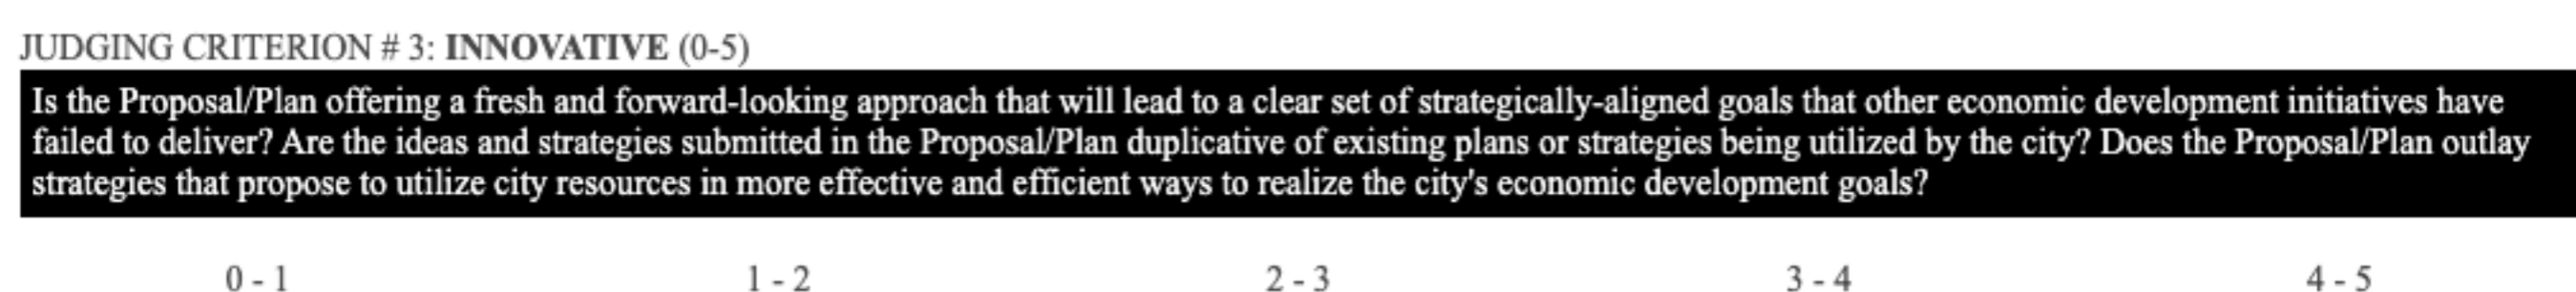 JUDGING CRITERION # 3: INNOVATIVE (0-5)
Is the Proposal/Plan offering a fresh and forward-looking approach that will lead to a clear set of strategically-aligned goals that other economic development initiatives have
failed to deliver? Are the ideas and strategies submitted in the Proposal/Plan duplicative of existing plans or strategies being utilized by the city? Does the Proposal/Plan outlay
strategies that propose to utilize city resources in more effective and efficient ways to realize the city's economic development goals?
0 - 1 1 - 2 2 - 3 3 - 4 4 - 5